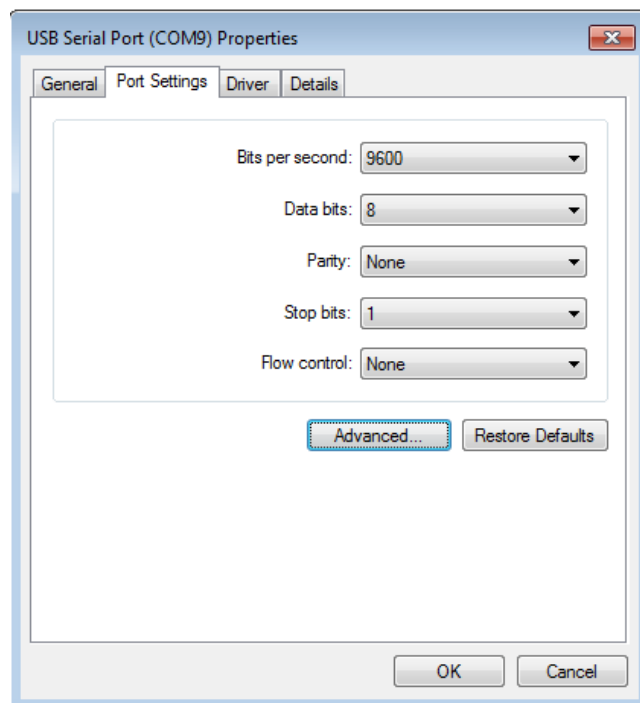 USB Serial Port (COM9) Properties
General Port Settings Driver Details
Bits per second: 9600
Data bits: 8
Parity: None
Stop bits: 1
Flow control: None
Advanced... Restore Defaults
OK Cancel